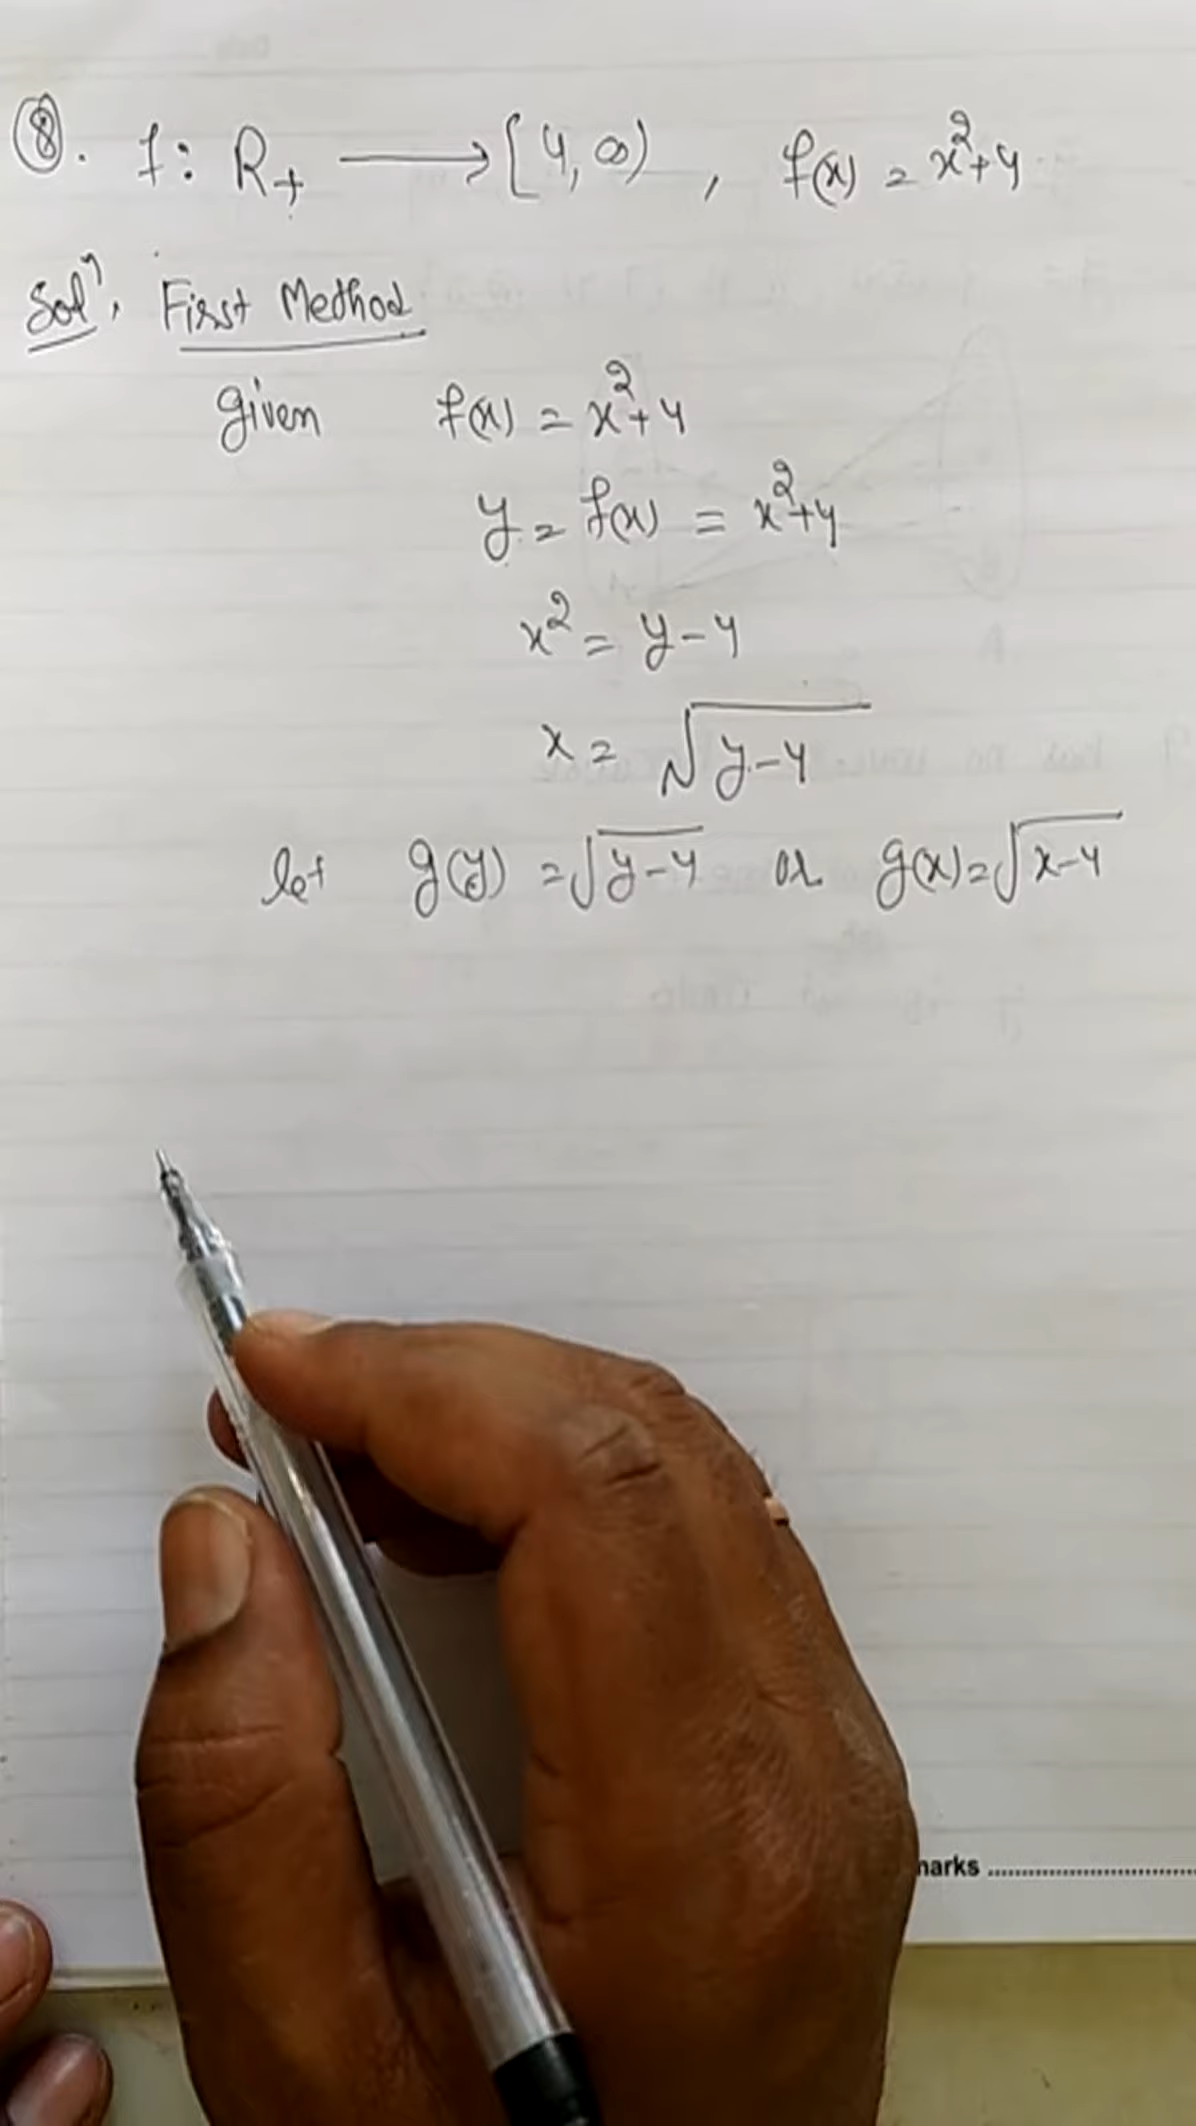 8. f: R₊ ⟶ [4, ∞) , f(x) = x²+4
Solⁿ. First Method
given f(x) = x²+4
y = f(x) = x²+4
x² = y-4
x = √(y-4)
let g(y) = √(y-4) or g(x) = √(x-4)
marks ..............................